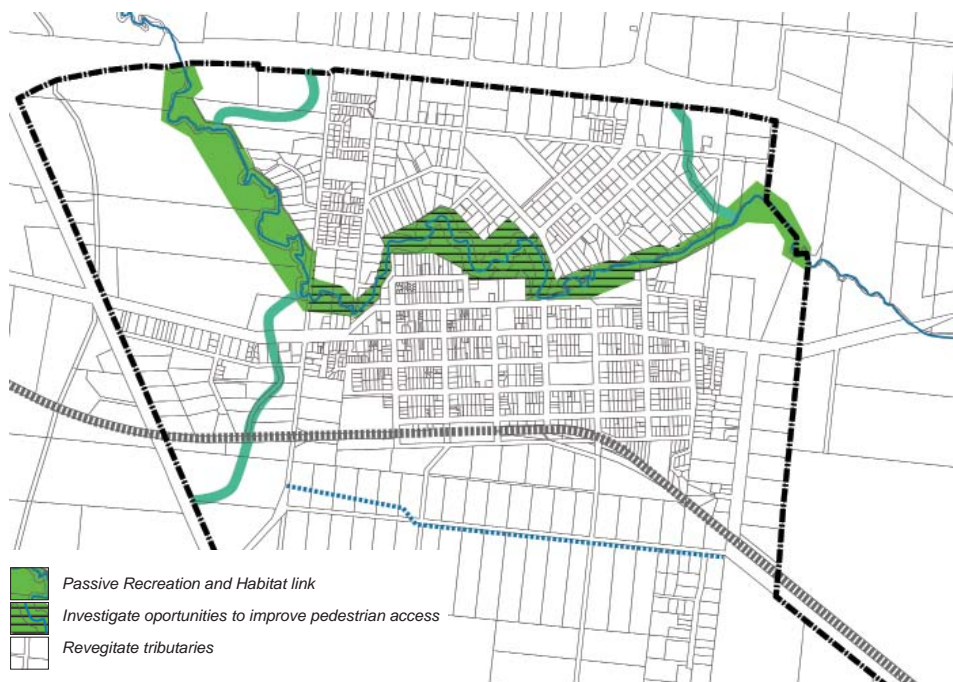 Passive Recreation and Habitat link
Investigate oportunities to improve pedestrian access
Revegitate tributaries